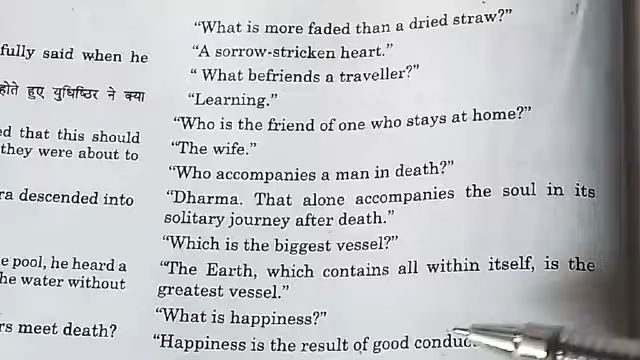 fully said when he
होते हुए युधिष्ठिर ने क्या
ed that this should
they were about to
ra descended into
e pool, he heard a
he water without
rs meet death?
"What is more faded than a dried straw?"
"A sorrow-stricken heart."
" What befriends a traveller?"
"Learning."
"Who is the friend of one who stays at home?"
"The wife."
"Who accompanies a man in death?"
"Dharma. That alone accompanies the soul in its
solitary journey after death."
"Which is the biggest vessel?"
"The Earth, which contains all within itself, is the
greatest vessel."
"What is happiness?"
"Happiness is the result of good conduc